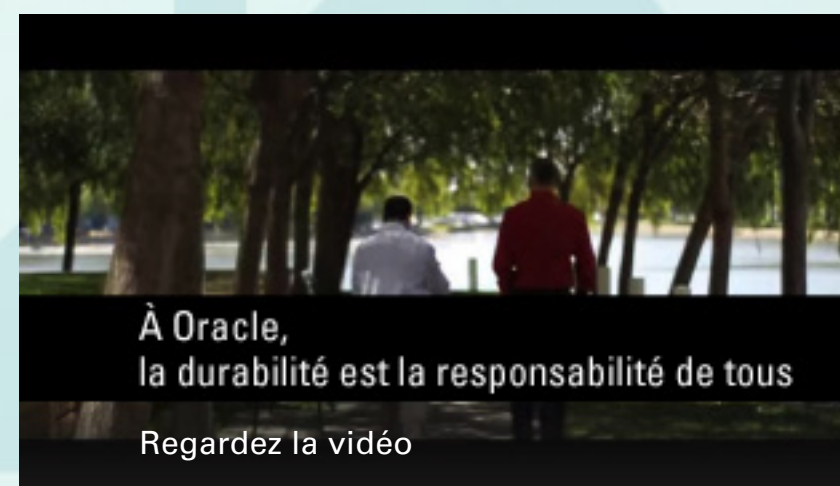 À Oracle,
la durabilité est la responsabilité de tous
Regardez la vidéo